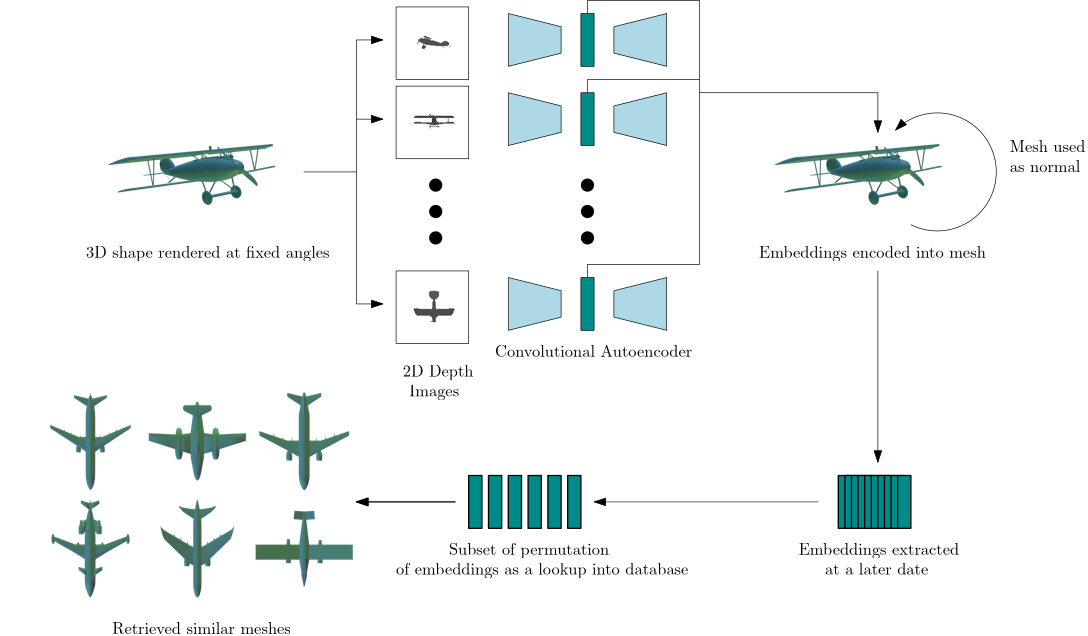 3D shape rendered at fixed angles
2D Depth
Images
Convolutional Autoencoder
Mesh used
as normal
Embeddings encoded into mesh
Embeddings extracted
at a later date
Subset of permutation
of embeddings as a lookup into database
Retrieved similar meshes